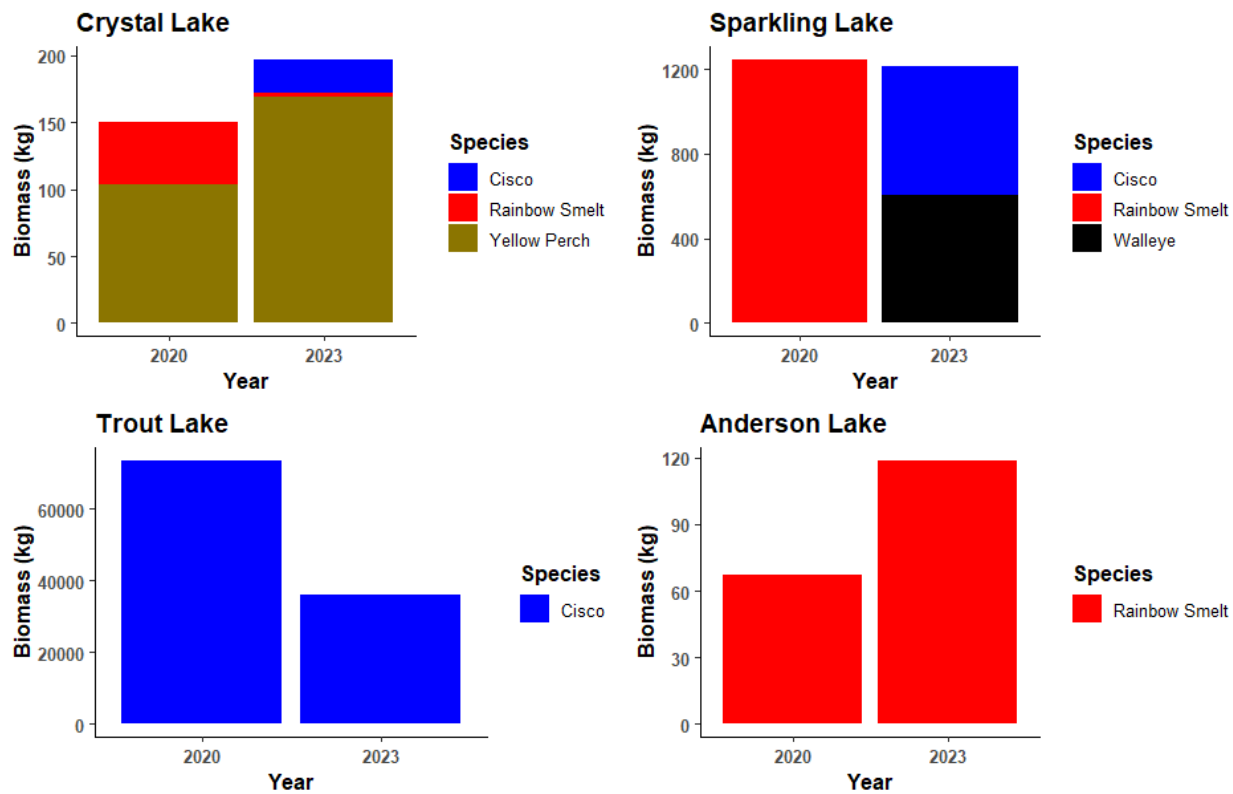 Crystal Lake
200
150
100
50
0
Biomass (kg)
2020
2023
Year
Species
Cisco
Rainbow Smelt
Yellow Perch
Sparkling Lake
1200
800
400
0
Biomass (kg)
2020
2023
Year
Species
Cisco
Rainbow Smelt
Walleye
Trout Lake
60000
40000
20000
0
Biomass (kg)
2020
2023
Year
Species
Cisco
Anderson Lake
120
90
60
30
0
Biomass (kg)
2020
2023
Year
Species
Rainbow Smelt